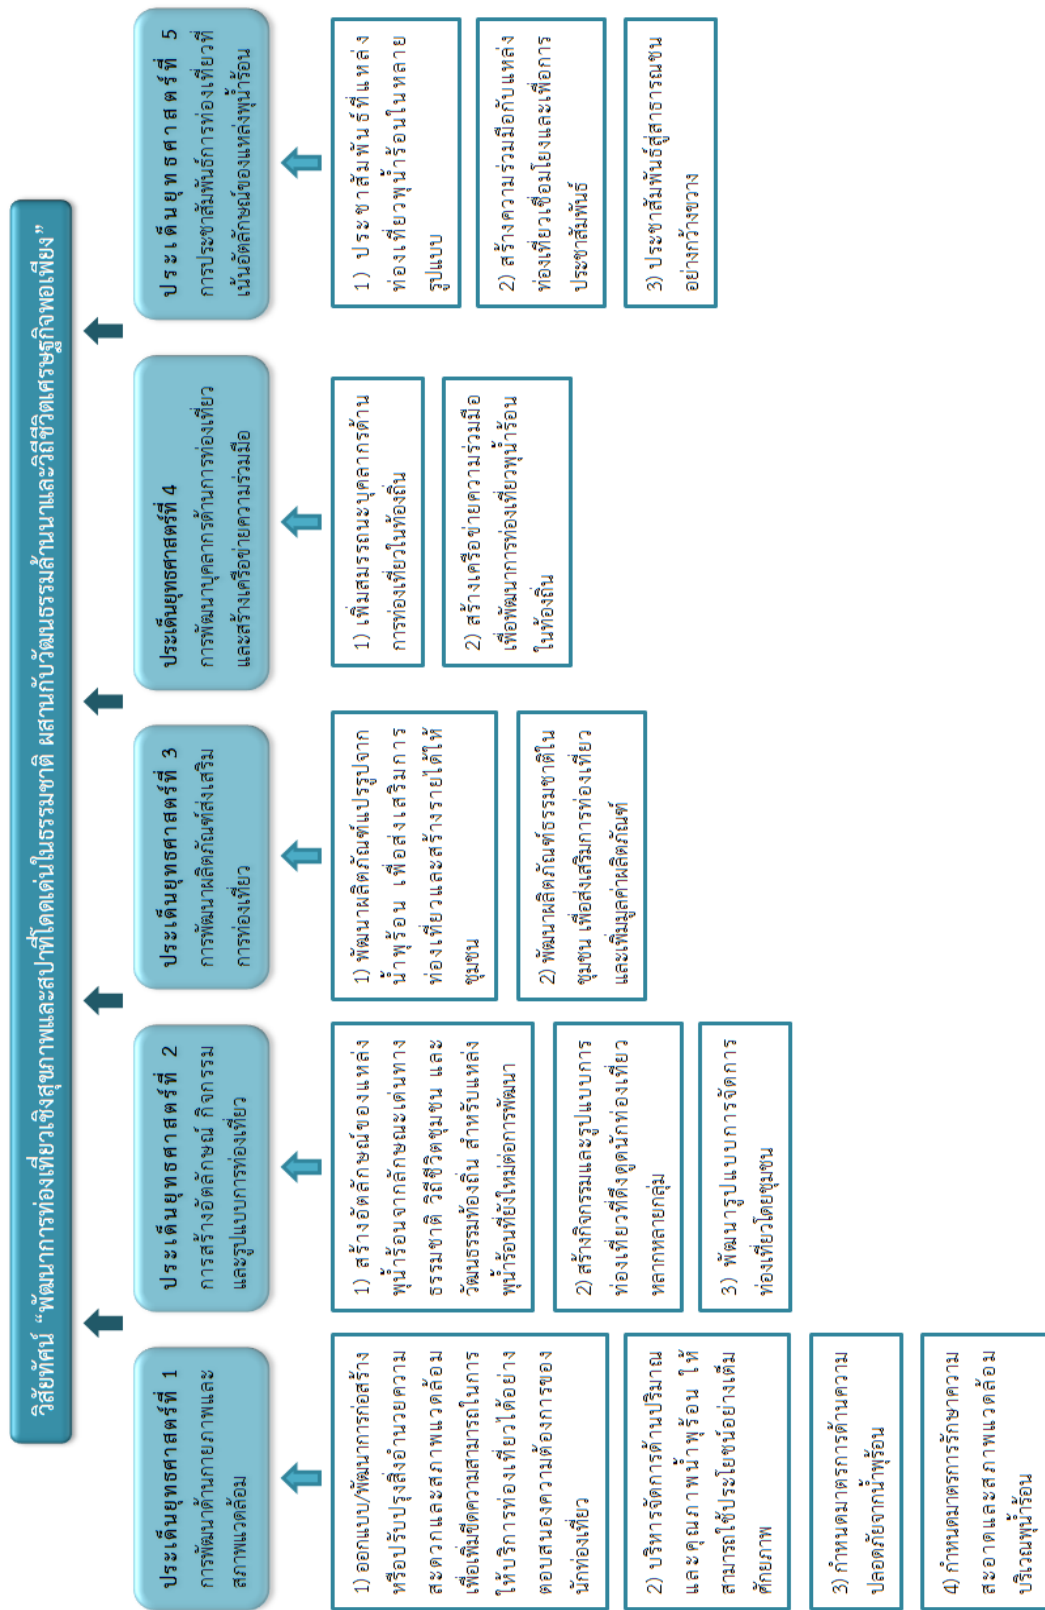 วิสัยทัศน์ “พัฒนาการท่องเที่ยวเชิงสุขภาพและสปาที่โดดเด่นในธรรมชาติ ผสานกับวัฒนธรรมล้านนาและวิถีชีวิตเศรษฐกิจพอเพียง”
ประเด็นยุทธศาสตร์ที่ 1
การพัฒนาด้านกายภาพและ
สภาพแวดล้อม
1) ออกแบบ/พัฒนาการก่อสร้าง
หรือปรับปรุงสิ่งอำนวยความ
สะดวกและสภาพแวดล้อม
เพื่อเพิ่มขีดความสามารถในการ
ให้บริการท่องเที่ยวได้อย่าง
ตอบสนองความต้องการของ
นักท่องเที่ยว
2) บริหารจัดการด้านปริมาณ
และคุณภาพน้ำพุร้อน ให้
สามารถใช้ประโยชน์อย่างเต็ม
ศักยภาพ
3) กำหนดมาตรการด้านความ
ปลอดภัยจากน้ำพุร้อน
4) กำหนดมาตรการรักษาความ
สะอาดและสภาพแวดล้อม
บริเวณพุน้ำร้อน
ประเด็นยุทธศาสตร์ที่ 2
การสร้างอัตลักษณ์ กิจกรรม
และรูปแบบการท่องเที่ยว
1) สร้างอัตลักษณ์ของแหล่ง
พุน้ำร้อนจากลักษณะเด่นทาง
ธรรมชาติ วิถีชีวิตชุมชน และ
วัฒนธรรมท้องถิ่น สำหรับแหล่ง
พุน้ำร้อนที่ยังใหม่ต่อการพัฒนา
2) สร้างกิจกรรมและรูปแบบการ
ท่องเที่ยวที่ดึงดูดนักท่องเที่ยว
หลากหลายกลุ่ม
3) พัฒนารูปแบบการจัดการ
ท่องเที่ยวโดยชุมชน
ประเด็นยุทธศาสตร์ที่ 3
การพัฒนาผลิตภัณฑ์ส่งเสริม
การท่องเที่ยว
1) พัฒนาผลิตภัณฑ์แปรรูปจาก
น้ำพุร้อน เพื่อส่งเสริมการ
ท่องเที่ยวและสร้างรายได้ให้
ชุมชน
2) พัฒนาผลิตภัณฑ์ธรรมชาติใน
ชุมชน เพื่อส่งเสริมการท่องเที่ยว
และเพิ่มมูลค่าผลิตภัณฑ์
ประเด็นยุทธศาสตร์ที่ 4
การพัฒนาบุคลากรด้านการท่องเที่ยว
และสร้างเครือข่ายความร่วมมือ
1) เพิ่มสมรรถนะบุคลากรด้าน
การท่องเที่ยวในท้องถิ่น
2) สร้างเครือข่ายความร่วมมือ
เพื่อพัฒนาการท่องเที่ยวพุน้ำร้อน
ในท้องถิ่น
ประเด็นยุทธศาสตร์ที่ 5
การประชาสัมพันธ์การท่องเที่ยวที่
เน้นอัตลักษณ์ของแหล่งพุน้ำร้อน
1) ประชาสัมพันธ์ที่แหล่ง
ท่องเที่ยวพุน้ำร้อนในหลาย
รูปแบบ
2) สร้างความร่วมมือกับแหล่ง
ท่องเที่ยวเชื่อมโยงและเพื่อการ
ประชาสัมพันธ์
3) ประชาสัมพันธ์สู่สาธารณชน
อย่างกว้างขวาง